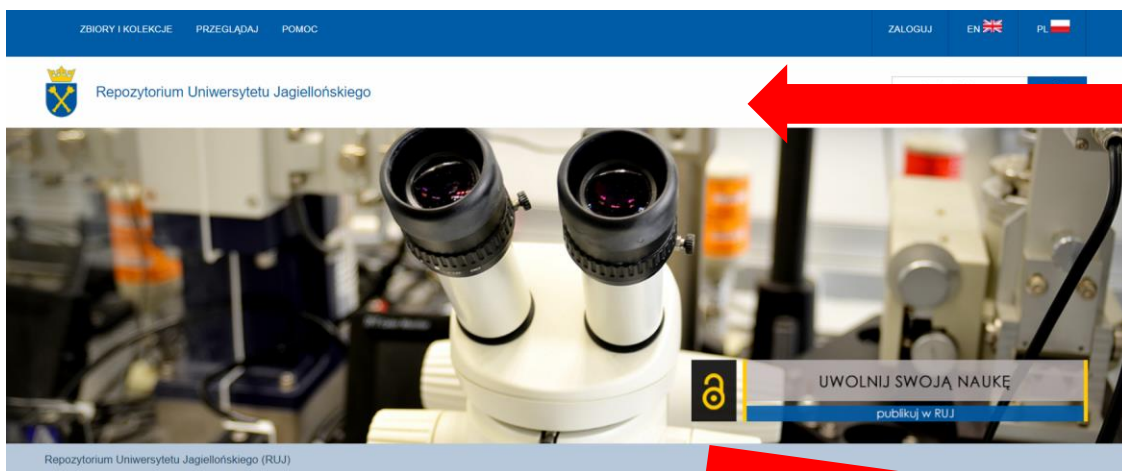 ZBIORY I KOLEKCJE PRZEGLĄDAJ POMOC ZALOGUJ EN PL
Repozytorium Uniwersytetu Jagiellońskiego
UWOLNIJ SWOJĄ NAUKĘ
publikuj w RUJ
Repozytorium Uniwersytetu Jagiellońskiego (RUJ)